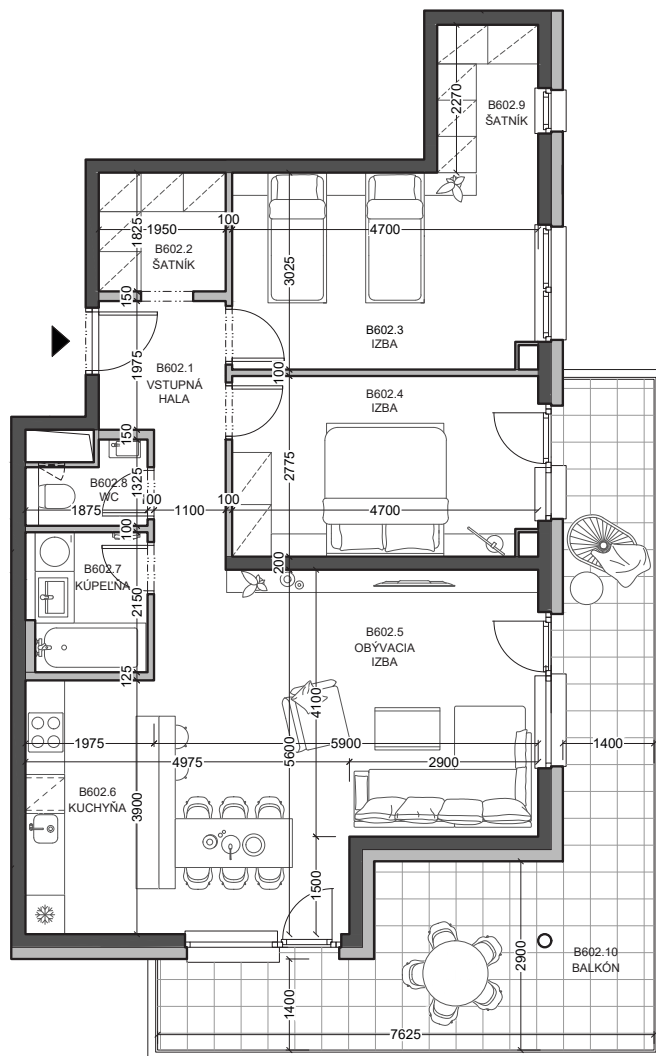 2270
B602.9
ŠATNÍK
1825
1950
100
4700
B602.2
ŠATNÍK
3025
150
B602.3
IZBA
1975
B602.1
VSTUPNÁ
HALA
100
B602.4
IZBA
150
2775
1325
B602.8
WC
1875
100
1100
100
4700
100
B602.7
KÚPEĽŇA
2150
200
B602.5
OBÝVACIA
IZBA
125
4100
1975
5900
1400
5600
4975
2900
B602.6
KUCHYŇA
3900
1500
2900
B602.10
BALKÓN
1400
7625